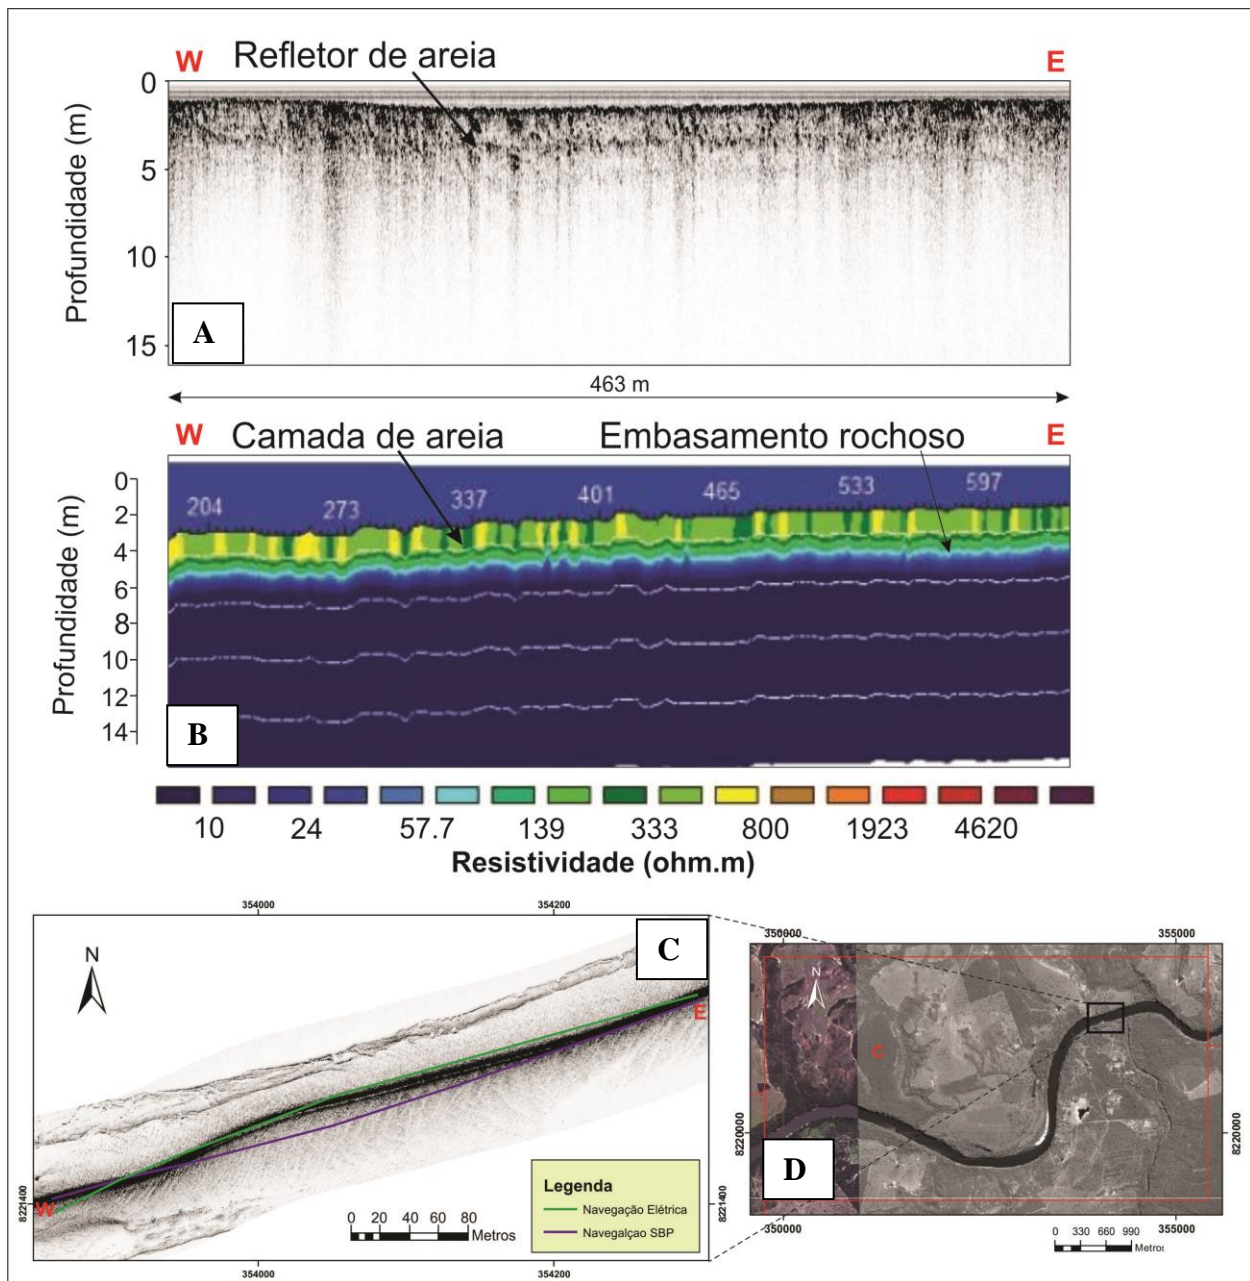 W Refletor de areia E
0
5
10
15
Profundidade (m)
A
463 m
W Camada de areia Embasamento rochoso E
0
2
4
6
8
10
12
14
Profundidade (m)
204 273 337 401 465 533 597
B
10 24 57.7 139 333 800 1923 4620
Resistividade (ohm.m)
354000 354200
N
C
E
W
8221400
8221400
Legenda
Navegação Elétrica
Navegalçao SBP
0 20 40 60 80
Metros
354000 354200
350000 355000
N
C
8220000
8220000
D
350000 355000
0 330 660 990
Metros